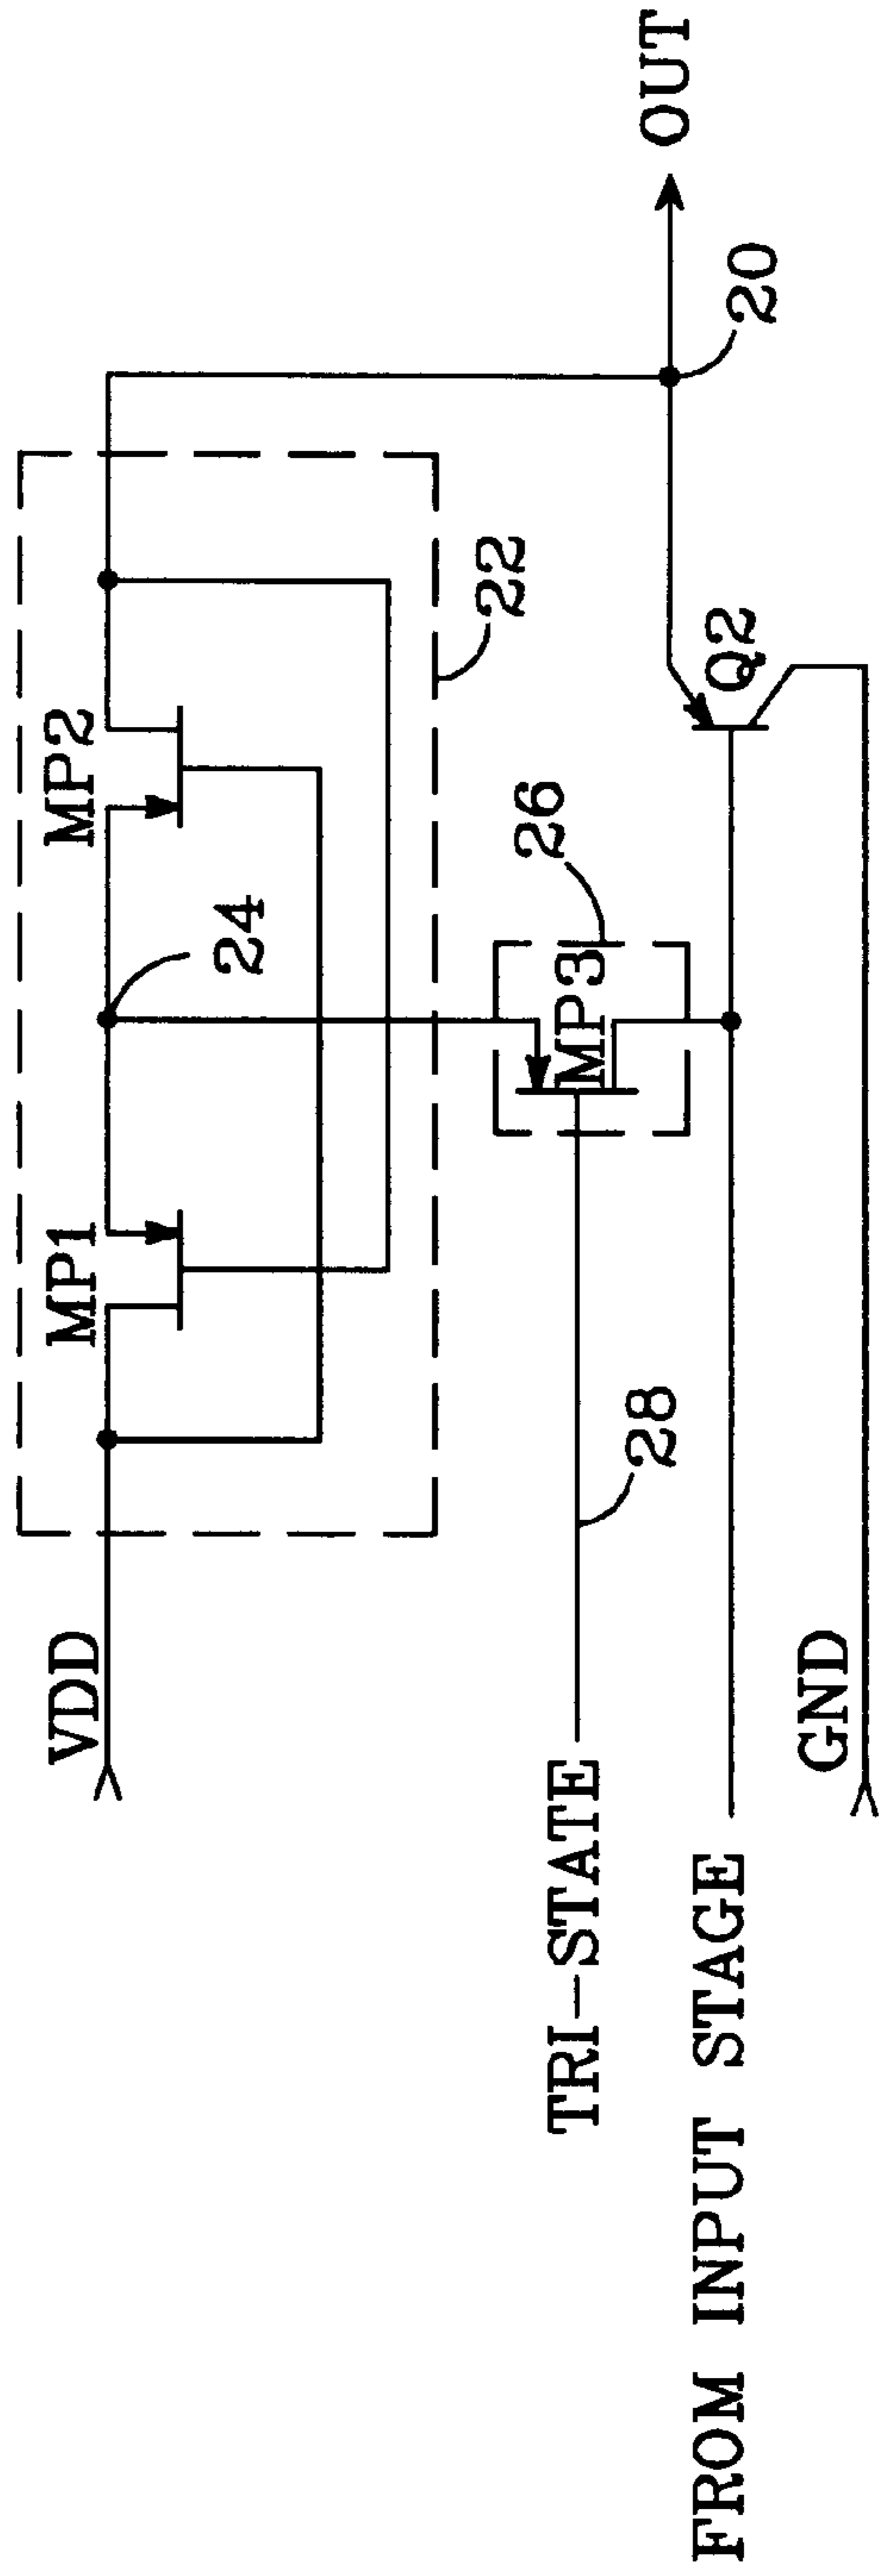 VDD
MP1
MP2
24
22
26
MP3
28
TRI-STATE
FROM INPUT STAGE
Q2
20
OUT
GND